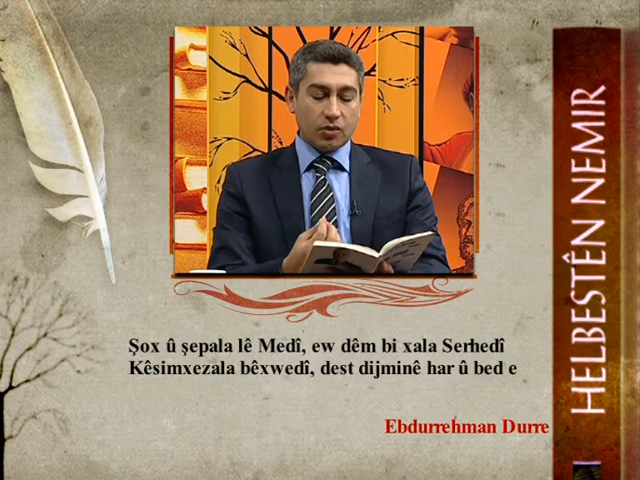 Şox û şepala lê Medî, ew dêm bi xala Serhedî
Kêsimxezala bêxwedî, dest dijminê har û bed e
Ebdurrehman Durre
HELBESTÊN NEMIR